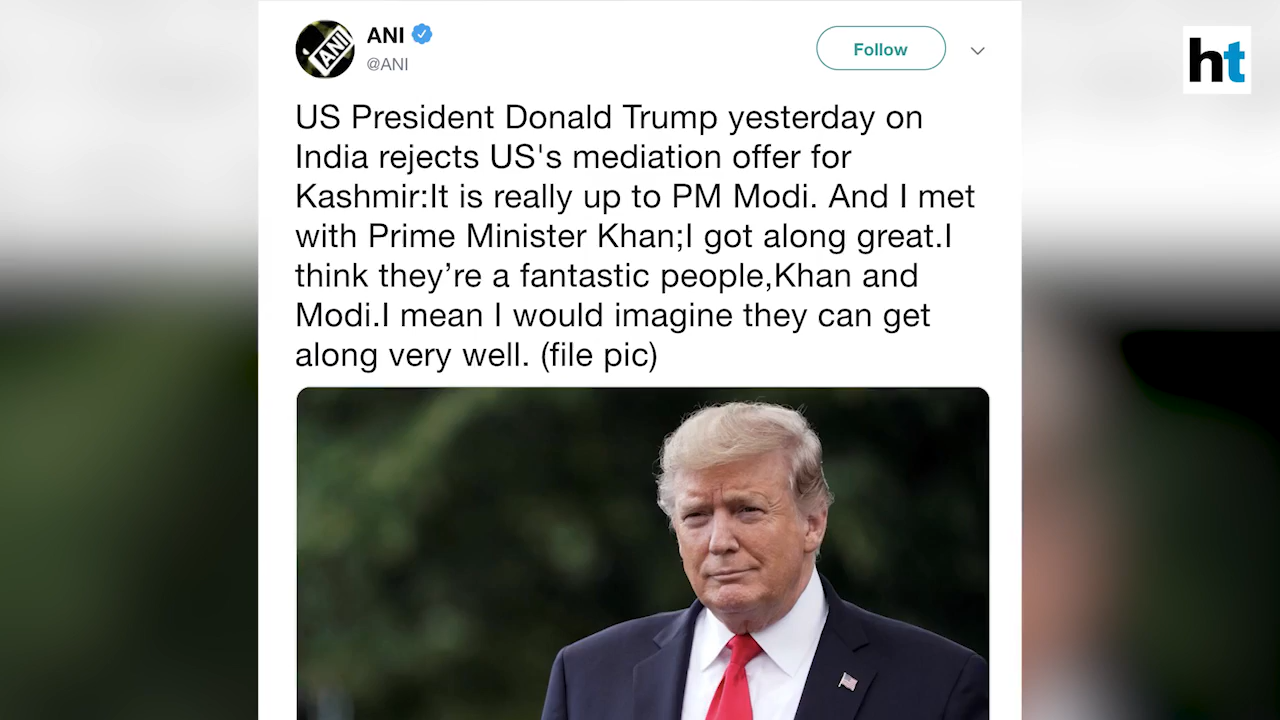 ANI
ANI
@ANI
Follow
ht
US President Donald Trump yesterday on
India rejects US's mediation offer for
Kashmir:It is really up to PM Modi. And I met
with Prime Minister Khan;I got along great.I
think they’re a fantastic people,Khan and
Modi.I mean I would imagine they can get
along very well. (file pic)